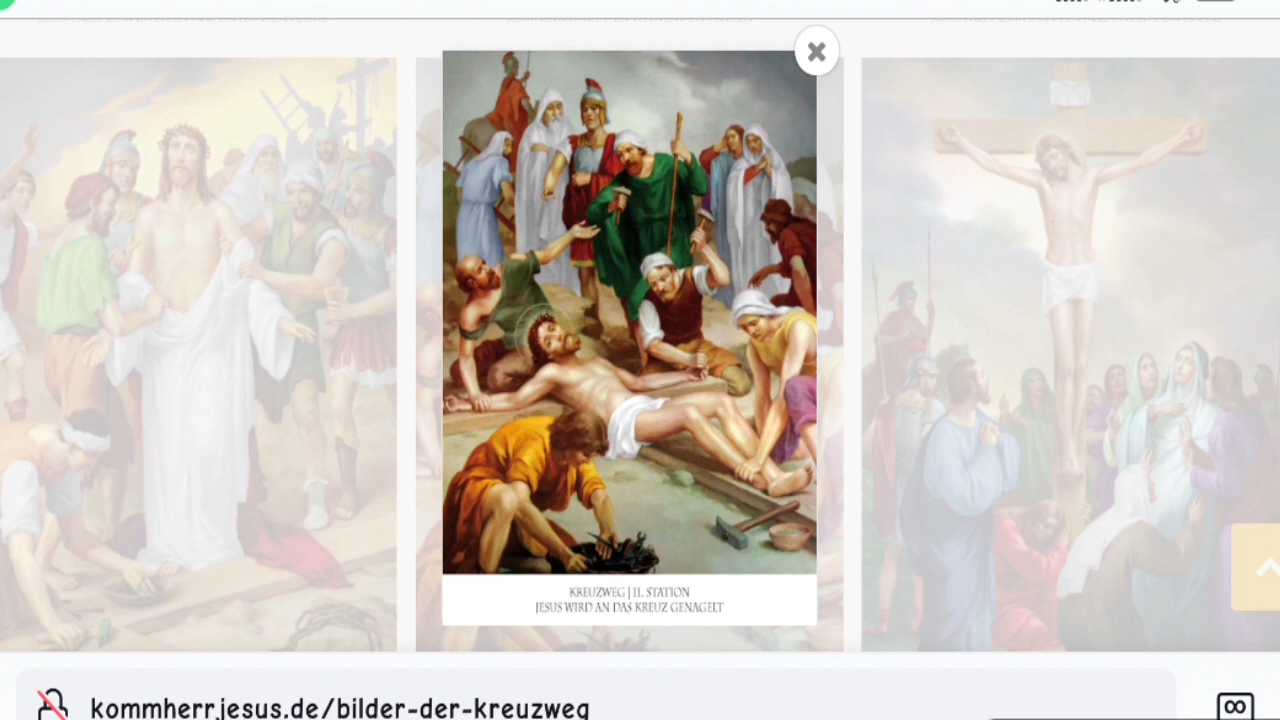 KREUZWEG | 11. STATION
JESUS WIRD AN DAS KREUZ GENAGELT
kommherrjesus.de/bilder-der-kreuzweg